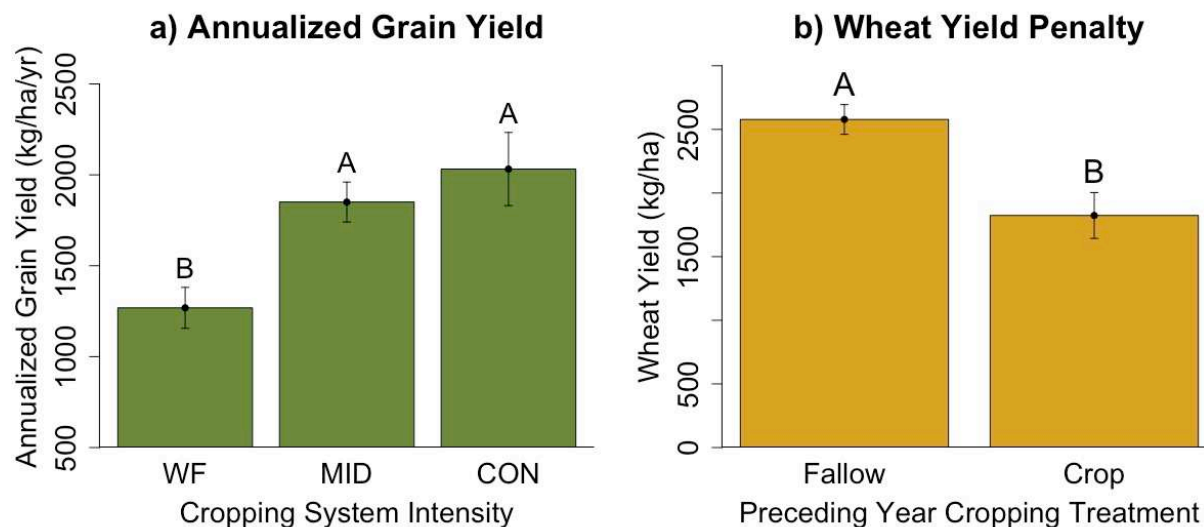 a) Annualized Grain Yield
Annualized Grain Yield (kg/ha/yr)
2500
2000
1500
1000
500
B
A
A
WF
MID
CON
Cropping System Intensity
b) Wheat Yield Penalty
Wheat Yield (kg/ha)
2500
1500
500
0
A
B
Fallow
Crop
Preceding Year Cropping Treatment